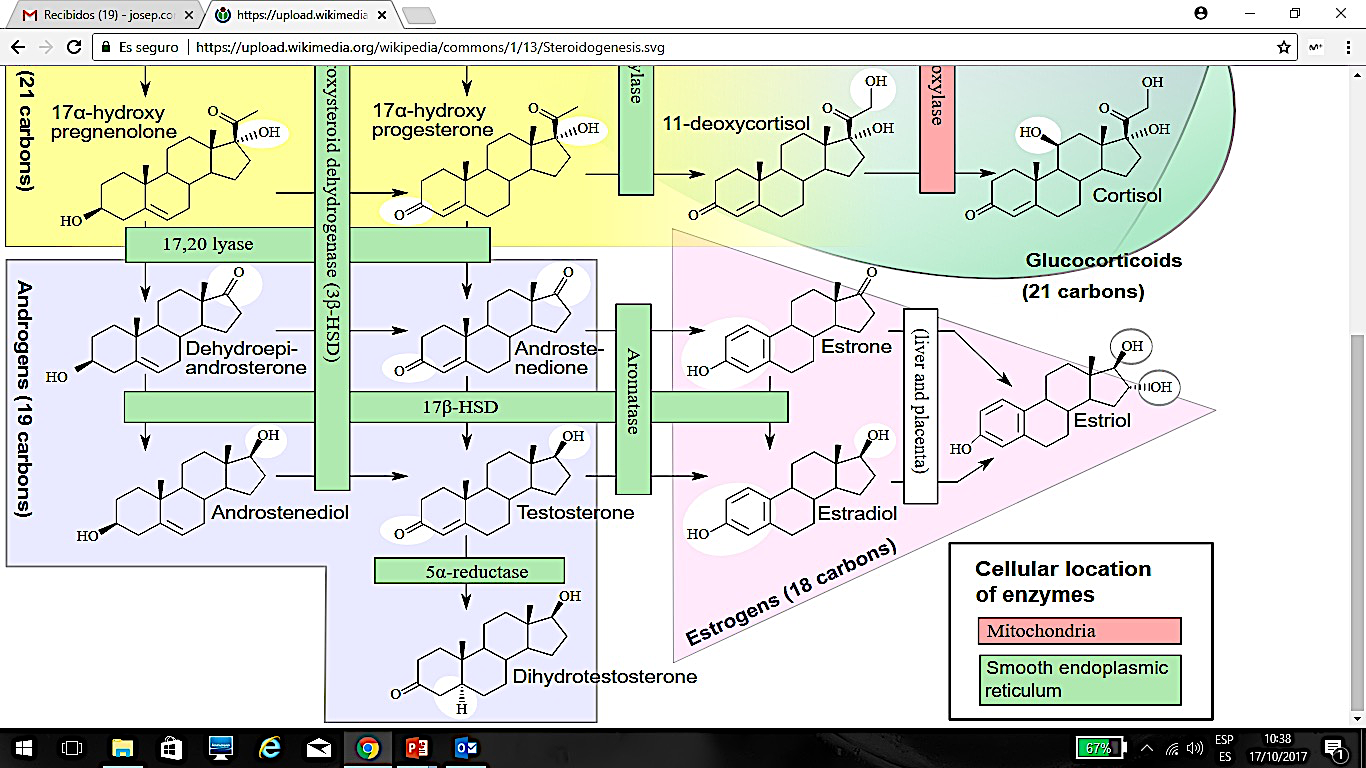 Recibidos (19) - josep.co
https://upload.wikimedia
Es seguro
https://upload.wikimedia.org/wikipedia/commons/1/13/Steroidogenesis.svg
(21 carbons)
17α-hydroxy
pregnenolone
OH
HO
17α-hydroxy
progesterone
O
OH
O
11-deoxycortisol
OH
O
OH
O
OH
O
OH
HO
O
Cortisol
Glucocorticoids
(21 carbons)
17,20 lyase
dehydrogenase (3β-HSD)
Androgens (19 carbons)
O
HO
Dehydroepi-
androsterone
O
O
Androste-
nedione
Aromatase
O
HO
Estrone
(liver and placenta)
OH
OH
HO
Estriol
17β-HSD
OH
HO
Androstenediol
OH
O
Testosterone
OH
HO
Estradiol
5α-reductase
OH
O
H
Dihydrotestosterone
Estrogens (18 carbons)
Cellular location
of enzymes
Mitochondria
Smooth endoplasmic
reticulum
67%
ESP
ES
10:38
17/10/2017
1